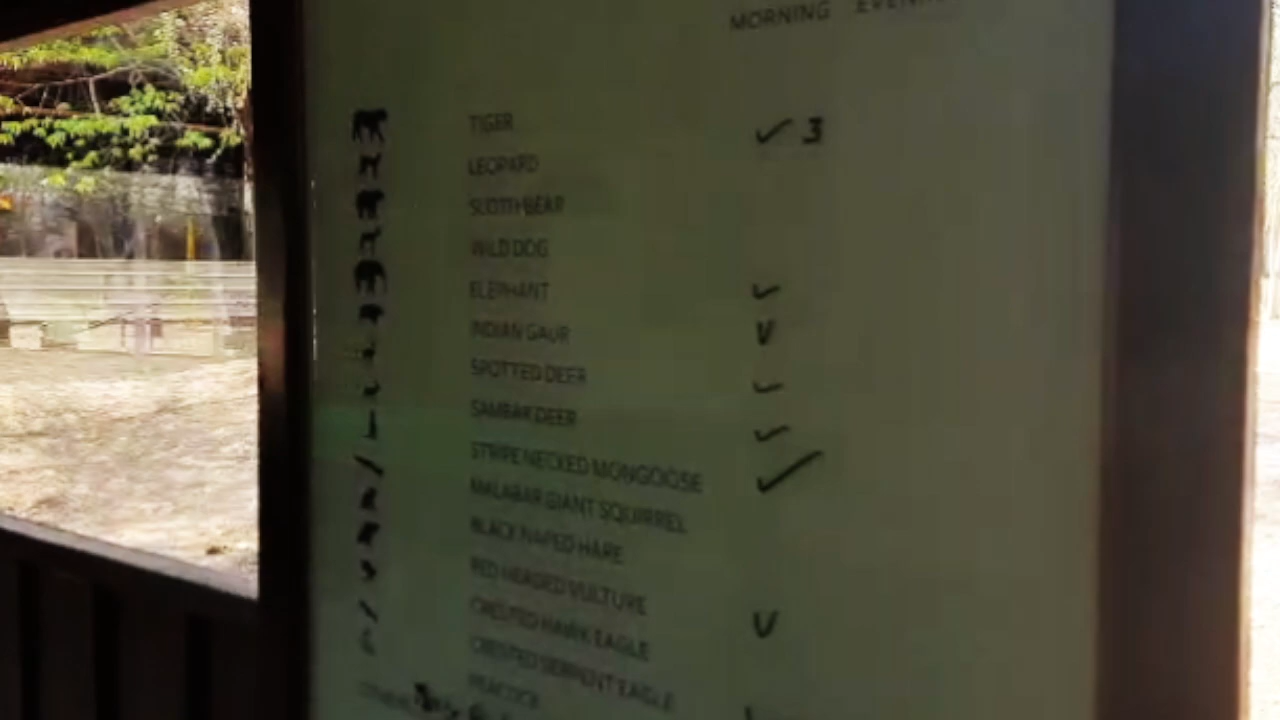 MORNING
TIGER ✓ 3
LEOPARD
SLOTH BEAR
WILD DOG
ELEPHANT ✓
INDIAN GAUR ✓
SPOTTED DEER ✓
SAMBAR DEER ✓
STRIPE NECKED MONGOOSE ✓
MALABAR GIANT SQUIRREL
BLACK NAPED HARE
RED HEADED VULTURE
CRESTED HAWK EAGLE ✓
CRESTED SERPENT EAGLE
PEACOCK